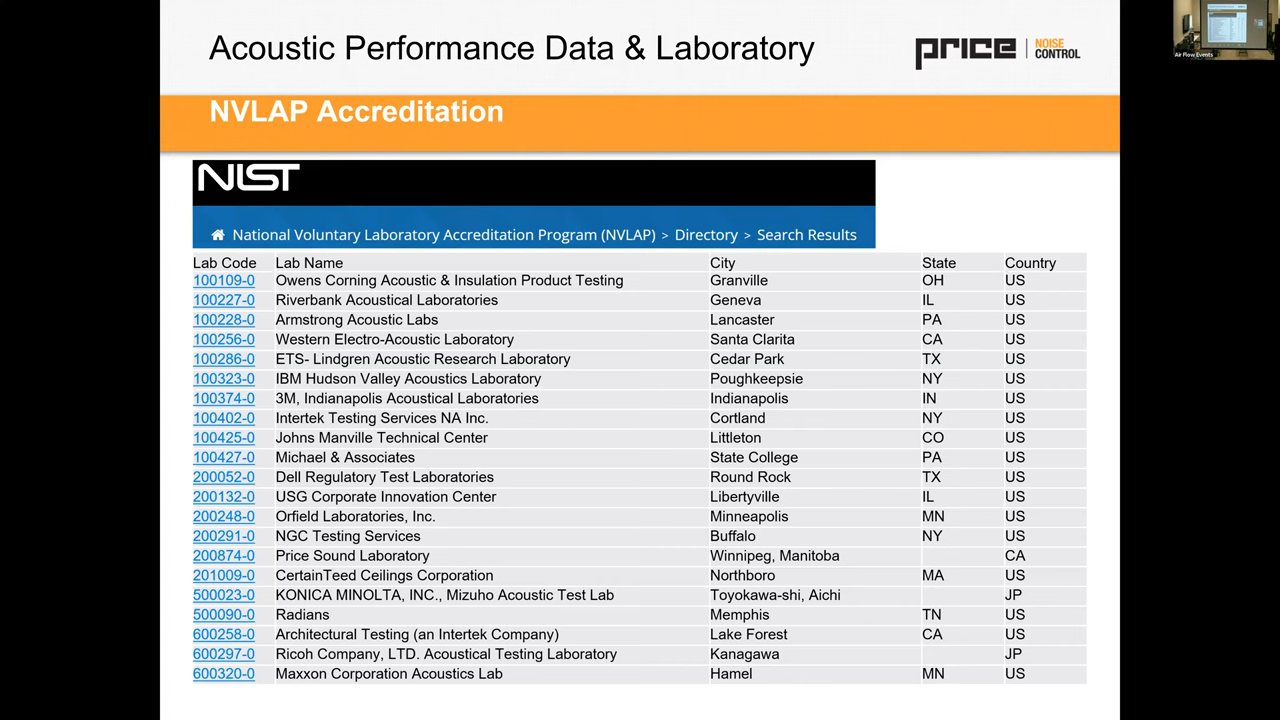 Acoustic Performance Data & Laboratory
price | NOISE CONTROL
Air Flow Events
NVLAP Accreditation
NIST
National Voluntary Laboratory Accreditation Program (NVLAP) > Directory > Search Results
Lab Code Lab Name City State Country
100109-0 Owens Corning Acoustic & Insulation Product Testing Granville OH US
100227-0 Riverbank Acoustical Laboratories Geneva IL US
100228-0 Armstrong Acoustic Labs Lancaster PA US
100256-0 Western Electro-Acoustic Laboratory Santa Clarita CA US
100286-0 ETS- Lindgren Acoustic Research Laboratory Cedar Park TX US
100323-0 IBM Hudson Valley Acoustics Laboratory Poughkeepsie NY US
100374-0 3M, Indianapolis Acoustical Laboratories Indianapolis IN US
100402-0 Intertek Testing Services NA Inc. Cortland NY US
100425-0 Johns Manville Technical Center Littleton CO US
100427-0 Michael & Associates State College PA US
200052-0 Dell Regulatory Test Laboratories Round Rock TX US
200132-0 USG Corporate Innovation Center Libertyville IL US
200248-0 Orfield Laboratories, Inc. Minneapolis MN US
200291-0 NGC Testing Services Buffalo NY US
200874-0 Price Sound Laboratory Winnipeg, Manitoba CA
201009-0 CertainTeed Ceilings Corporation Northboro MA US
500023-0 KONICA MINOLTA, INC., Mizuho Acoustic Test Lab Toyokawa-shi, Aichi JP
500090-0 Radians Memphis TN US
600258-0 Architectural Testing (an Intertek Company) Lake Forest CA US
600297-0 Ricoh Company, LTD. Acoustical Testing Laboratory Kanagawa JP
600320-0 Maxxon Corporation Acoustics Lab Hamel MN US